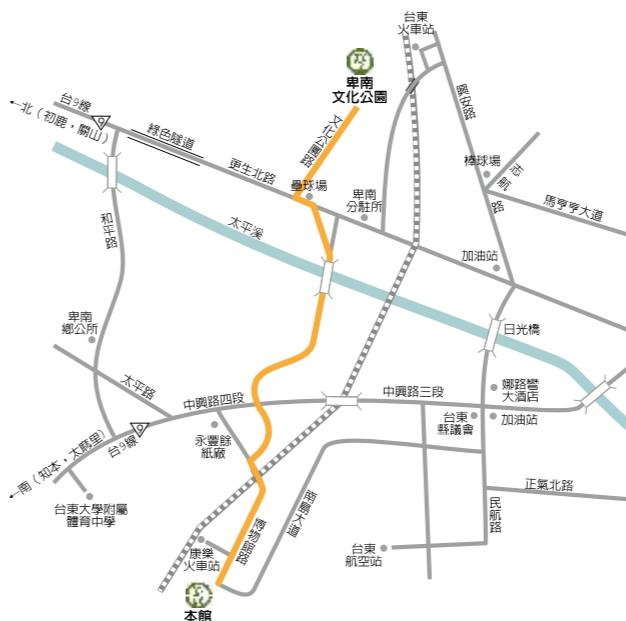 台東
火車站
卑南
文化公園
台9線
←北（初鹿，關山）
綠色隧道
文化公園路
興安路
更生北路
壘球場
棒球場
志航路
馬亨亨大道
卑南
分駐所
和平路
太平溪
加油站
卑南
鄉公所
日光橋
太平路
中興路四段
中興路三段
娜路彎
大酒店
台東
縣議會
加油站
台9線
永豐餘
紙廠
←南（知本，太麻里）
台東大學附屬
體育中學
南島大道
正氣北路
民航路
博物館路
康樂
火車站
台東
航空站
本館